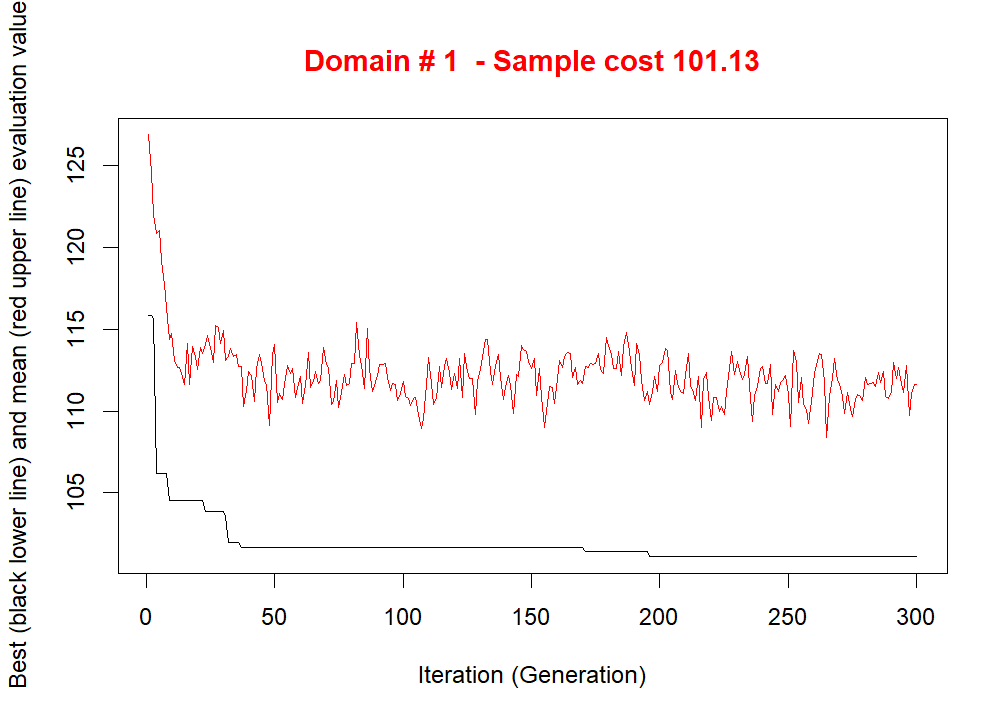 Domain # 1  - Sample cost 101.13
Best (black lower line) and mean (red upper line) evaluation value
125
120
115
110
105
0 50 100 150 200 250 300
Iteration (Generation)